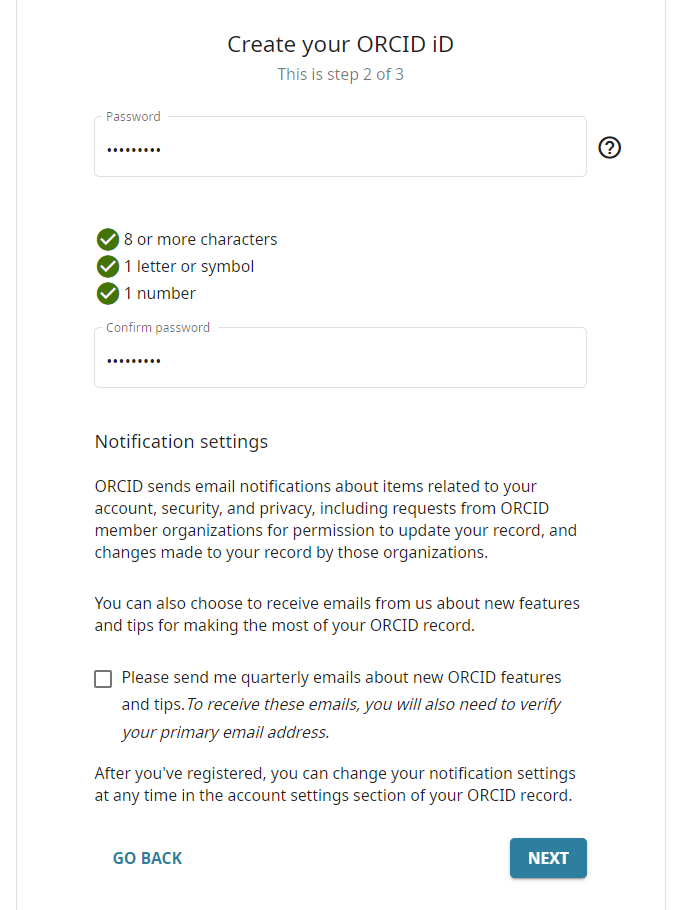 Create your ORCID iD
This is step 2 of 3
Password
•••••••••
8 or more characters
1 letter or symbol
1 number
Confirm password
•••••••••
Notification settings
ORCID sends email notifications about items related to your
account, security, and privacy, including requests from ORCID
member organizations for permission to update your record, and
changes made to your record by those organizations.
You can also choose to receive emails from us about new features
and tips for making the most of your ORCID record.
Please send me quarterly emails about new ORCID features
and tips.To receive these emails, you will also need to verify
your primary email address.
After you've registered, you can change your notification settings
at any time in the account settings section of your ORCID record.
GO BACK
NEXT